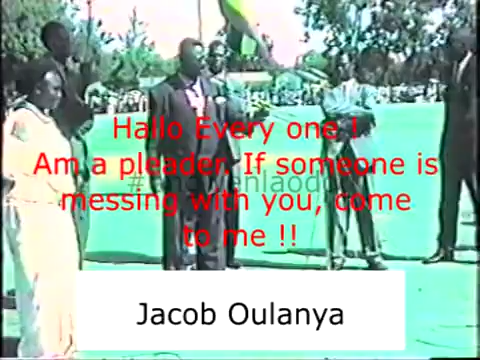 Hallo Every one !
Am a pleader. If someone is
messing with you, come
to me !!
Jacob Oulanya